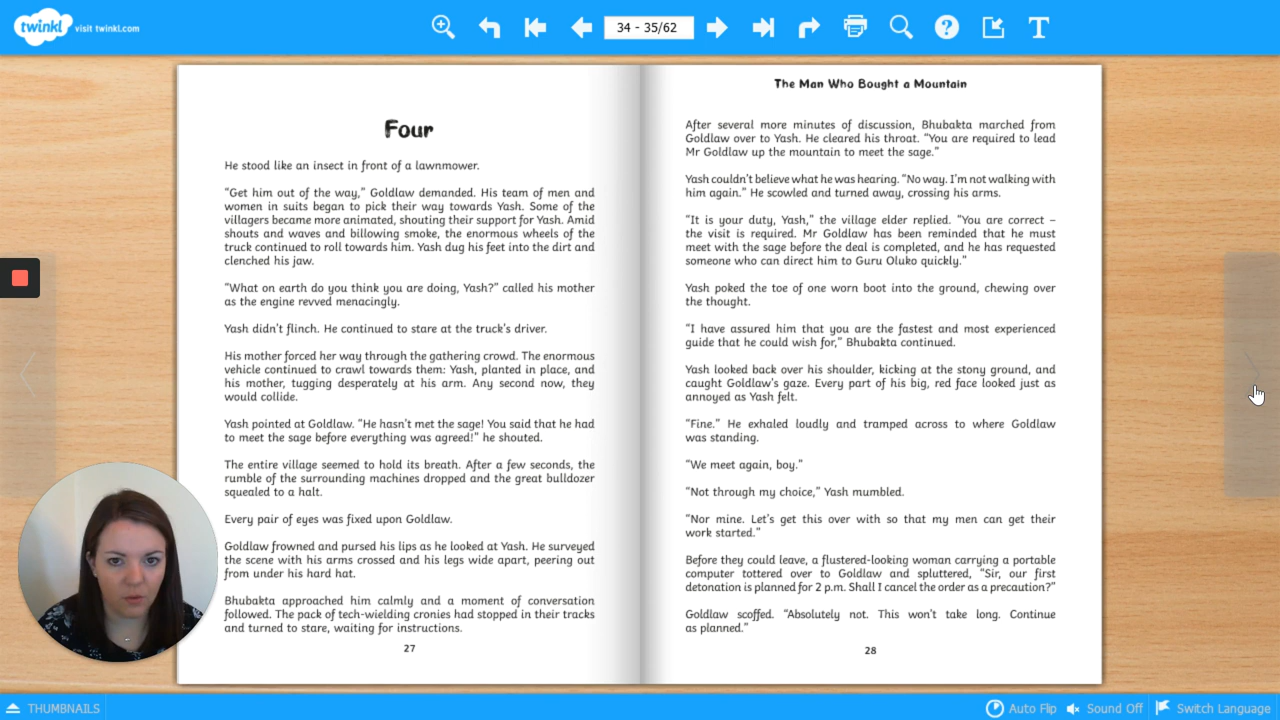 twinkl visit twinkl.com
34 - 35/62
Four
He stood like an insect in front of a lawnmower.
“Get him out of the way,” Goldlaw demanded. His team of men and
women in suits began to pick their way towards Yash. Some of the
villagers became more animated, shouting their support for Yash. Amid
shouts and waves and billowing smoke, the enormous wheels of the
truck continued to roll towards him. Yash dug his feet into the dirt and
clenched his jaw.
“What on earth do you think you are doing, Yash?” called his mother
as the engine revved menacingly.
Yash didn’t flinch. He continued to stare at the truck’s driver.
His mother forced her way through the gathering crowd. The enormous
vehicle continued to crawl towards them: Yash, planted in place, and
his mother, tugging desperately at his arm. Any second now, they
would collide.
Yash pointed at Goldlaw. “He hasn’t met the sage! You said that he had
to meet the sage before everything was agreed!” he shouted.
The entire village seemed to hold its breath. After a few seconds, the
rumble of the surrounding machines dropped and the great bulldozer
squealed to a halt.
Every pair of eyes was fixed upon Goldlaw.
Goldlaw frowned and pursed his lips as he looked at Yash. He surveyed
the scene with his arms crossed and his legs wide apart, peering out
from under his hard hat.
Bhubakta approached him calmly and a moment of conversation
followed. The pack of tech-wielding cronies had stopped in their tracks
and turned to stare, waiting for instructions.
27
The Man Who Bought a Mountain
After several more minutes of discussion, Bhubakta marched from
Goldlaw over to Yash. He cleared his throat. “You are required to lead
Mr Goldlaw up the mountain to meet the sage.”
Yash couldn’t believe what he was hearing. “No way. I’m not walking with
him again.” He scowled and turned away, crossing his arms.
“It is your duty, Yash,” the village elder replied. “You are correct –
the visit is required. Mr Goldlaw has been reminded that he must
meet with the sage before the deal is completed, and he has requested
someone who can direct him to Guru Oluko quickly.”
Yash poked the toe of one worn boot into the ground, chewing over
the thought.
“I have assured him that you are the fastest and most experienced
guide that he could wish for,” Bhubakta continued.
Yash looked back over his shoulder, kicking at the stony ground, and
caught Goldlaw’s gaze. Every part of his big, red face looked just as
annoyed as Yash felt.
“Fine.” He exhaled loudly and tramped across to where Goldlaw
was standing.
“We meet again, boy.”
“Not through my choice,” Yash mumbled.
“Nor mine. Let’s get this over with so that my men can get their
work started.”
Before they could leave, a flustered-looking woman carrying a portable
computer tottered over to Goldlaw and spluttered, “Sir, our first
detonation is planned for 2 p.m. Shall I cancel the order as a precaution?”
Goldlaw scoffed. “Absolutely not. This won’t take long. Continue
as planned.”
28
THUMBNAILS
Auto Flip
Sound Off
Switch Language